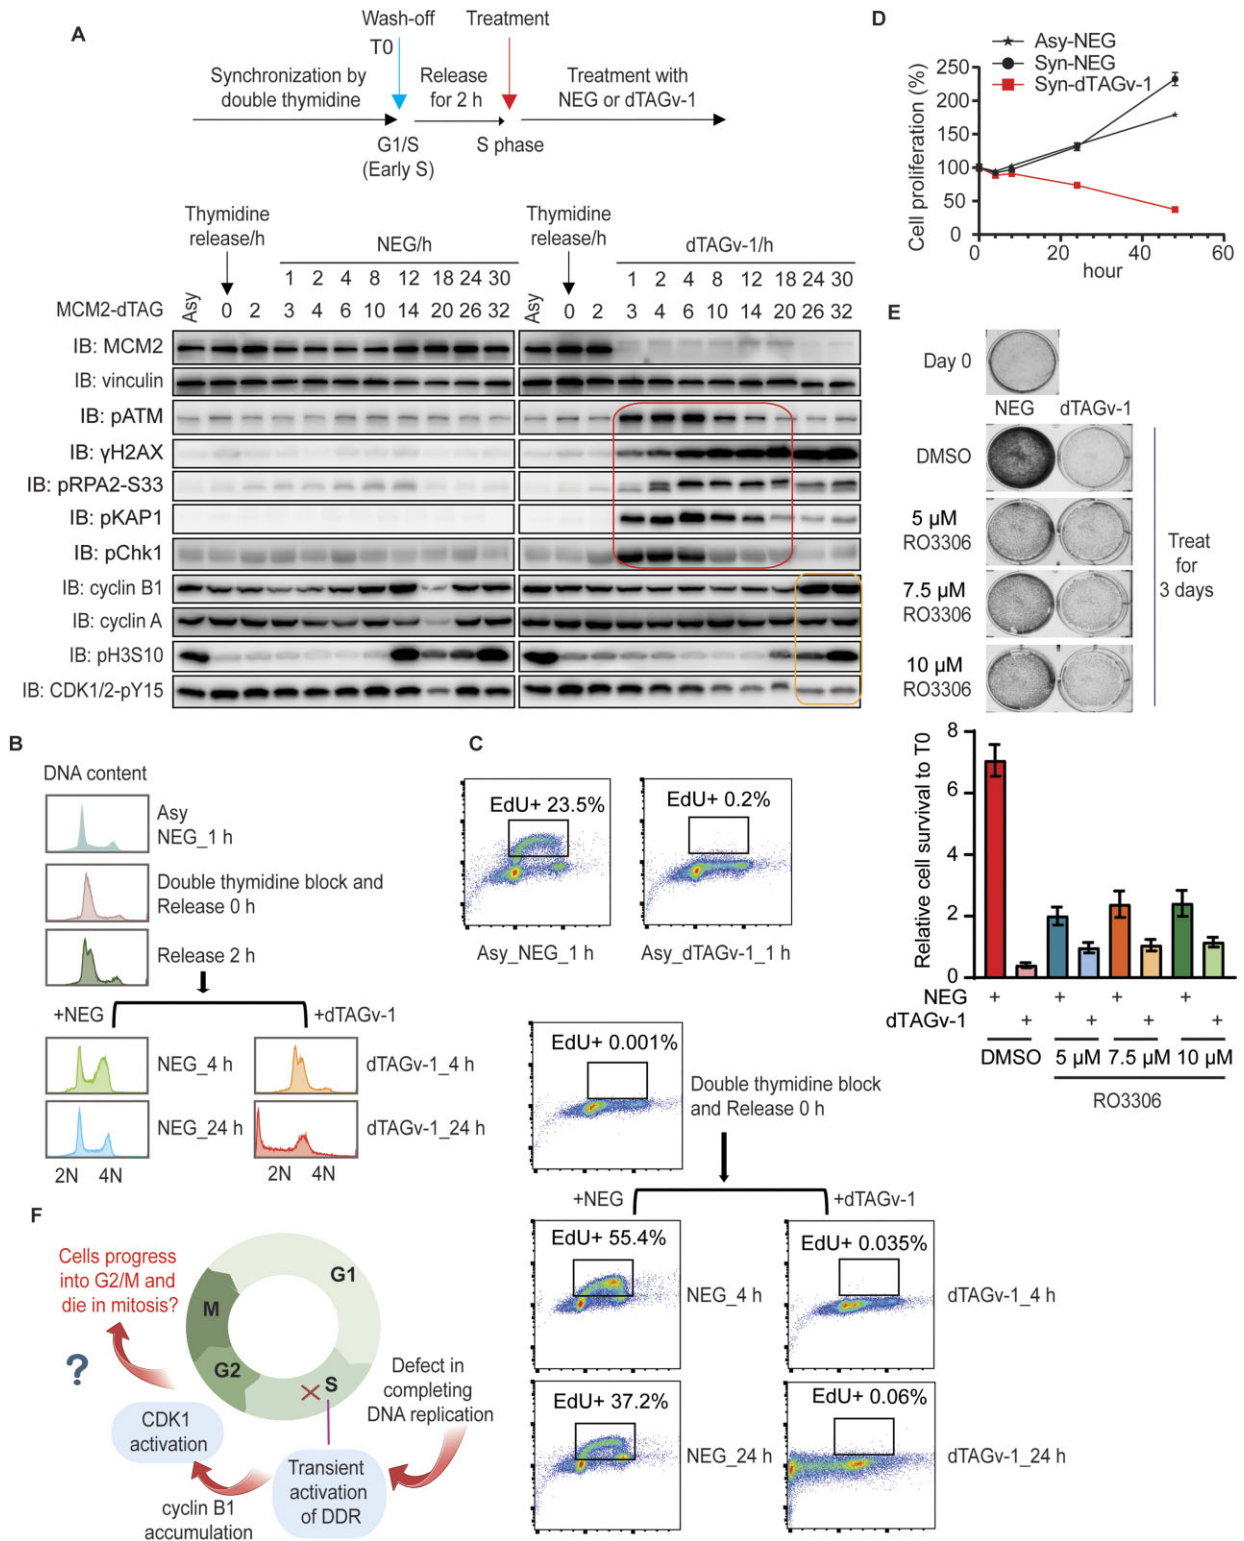 A
Wash-off
Treatment
T0
Synchronization by
double thymidine
Release
for 2 h
Treatment with
NEG or dTAGv-1
G1/S
(Early S)
S phase
Thymidine
release/h
NEG/h
Thymidine
release/h
dTAGv-1/h
1 2 4 8 12 18 24 30
1 2 4 8 12 18 24 30
MCM2-dTAG
Asy 0 2 3 4 6 10 14 20 26 32
Asy 0 2 3 4 6 10 14 20 26 32
IB: MCM2
IB: vinculin
IB: pATM
IB: γH2AX
IB: pRPA2-S33
IB: pKAP1
IB: pChk1
IB: cyclin B1
IB: cyclin A
IB: pH3S10
IB: CDK1/2-pY15
B
DNA content
Asy
NEG_1 h
Double thymidine block and
Release 0 h
Release 2 h
+NEG
+dTAGv-1
NEG_4 h
dTAGv-1_4 h
NEG_24 h
dTAGv-1_24 h
2N 4N
2N 4N
C
EdU+ 23.5%
EdU+ 0.2%
Asy_NEG_1 h
Asy_dTAGv-1_1 h
EdU+ 0.001%
Double thymidine block
and Release 0 h
+NEG
+dTAGv-1
EdU+ 55.4%
NEG_4 h
EdU+ 0.035%
dTAGv-1_4 h
EdU+ 37.2%
NEG_24 h
EdU+ 0.06%
dTAGv-1_24 h
D
Asy-NEG
Syn-NEG
Syn-dTAGv-1
Cell proliferation (%)
250
200
150
100
50
0
0 20 40 60
hour
E
Day 0
NEG dTAGv-1
DMSO
5 μM
RO3306
7.5 μM
RO3306
10 μM
RO3306
Treat
for
3 days
Relative cell survival to T0
8
6
4
2
0
NEG + + + +
dTAGv-1 + + + +
DMSO 5 μM 7.5 μM 10 μM
RO3306
F
Cells progress
into G2/M and
die in mitosis?
?
G1
M
G2
S
Defect in
completing
DNA replication
CDK1
activation
Transient
activation
of DDR
cyclin B1
accumulation